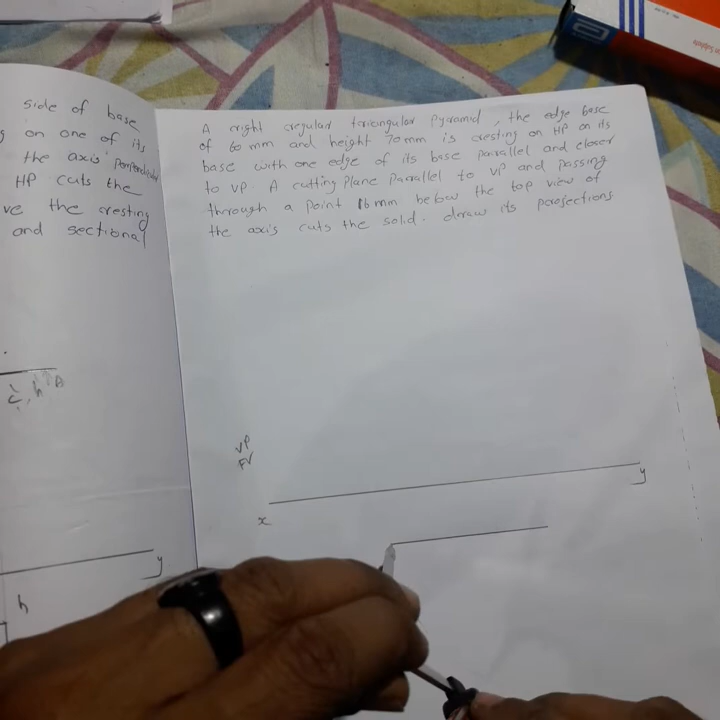 side of base
on one of its
the axis perpendicular
HP cuts the
ve the resting
and sectional
A right regular triangular pyramid, the edge base
of 60 mm and height 70 mm is resting on HP on its
base with one edge of its base parallel and closer
to VP. A cutting plane parallel to VP and passing
through a point 16 mm below the top view of
the axis cuts the solid. draw its projections
VP
FV
x
y
y
h